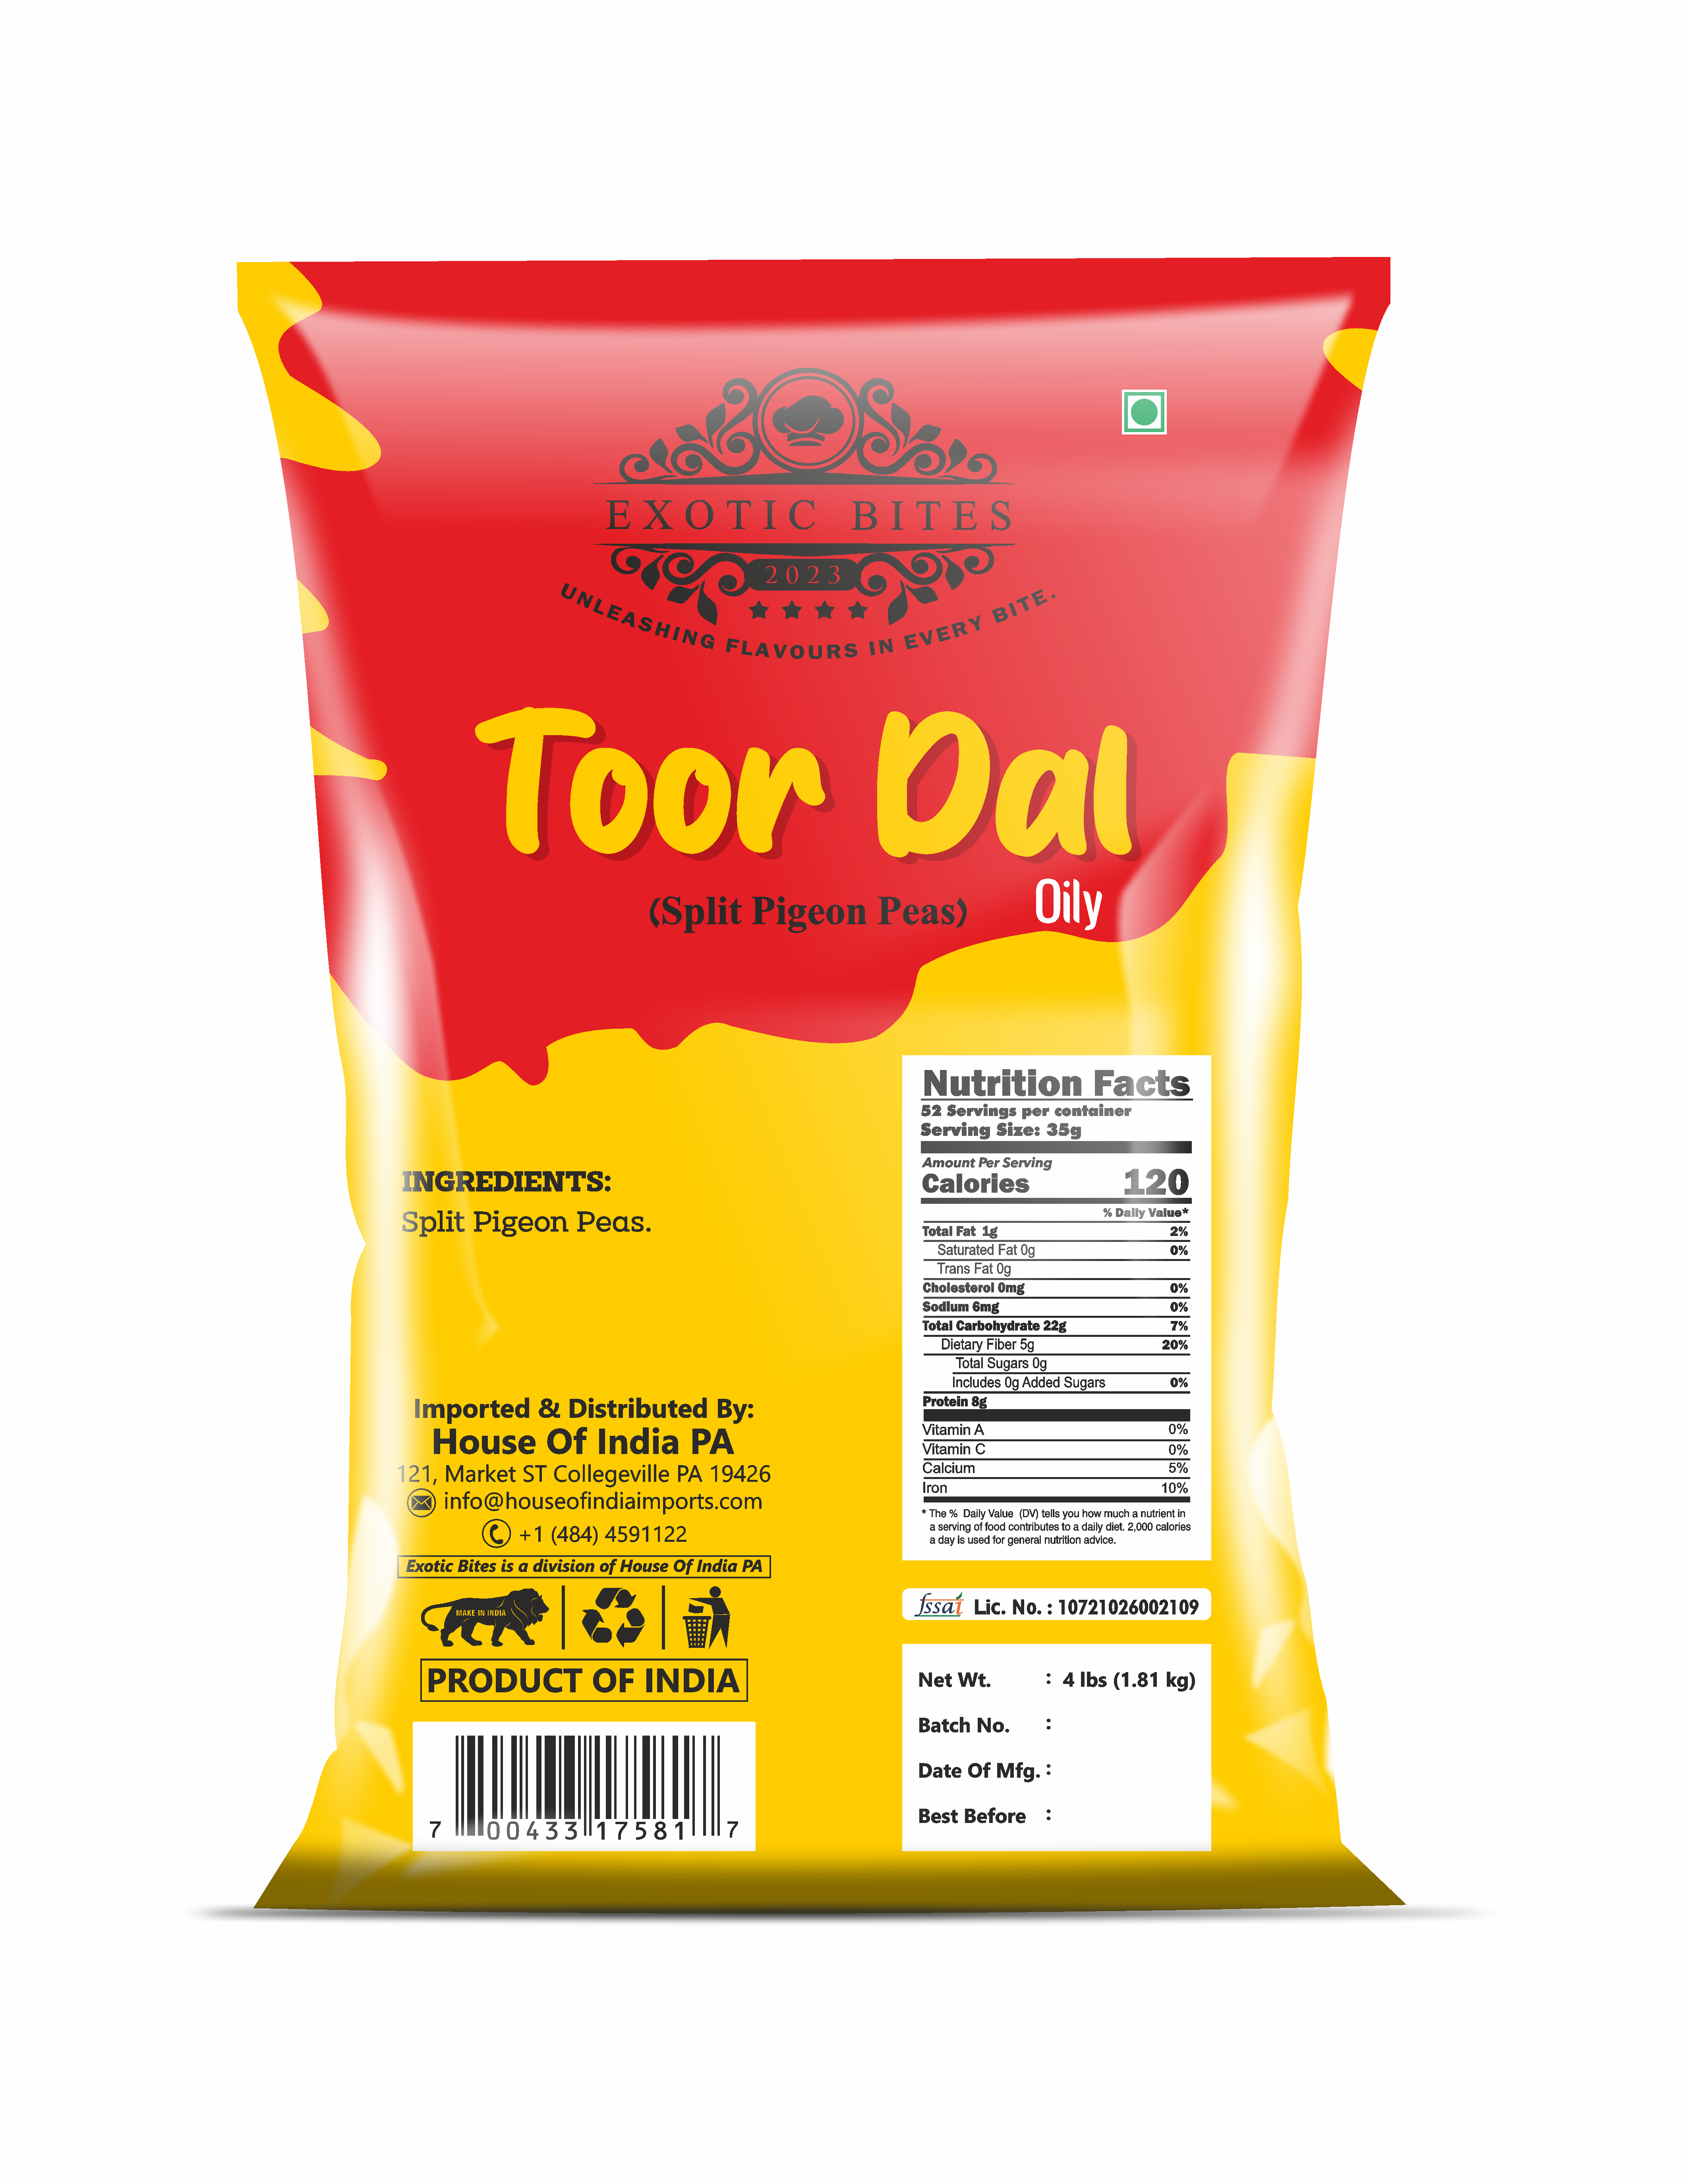 EXOTIC BITES
2023
UNLEASHING FLAVOURS IN EVERY BITE.
Toor Dal
(Split Pigeon Peas) Oily
INGREDIENTS:
Split Pigeon Peas.
Nutrition Facts
52 Servings per container
Serving Size: 35g
Amount Per Serving
Calories 120
% Daily Value*
Total Fat 1g 2%
Saturated Fat 0g 0%
Trans Fat 0g
Cholesterol 0mg 0%
Sodium 6mg 0%
Total Carbohydrate 22g 7%
Dietary Fiber 5g 20%
Total Sugars 0g
Includes 0g Added Sugars 0%
Protein 8g
Vitamin A 0%
Vitamin C 0%
Calcium 5%
Iron 10%
* The % Daily Value (DV) tells you how much a nutrient in
a serving of food contributes to a daily diet. 2,000 calories
a day is used for general nutrition advice.
Imported & Distributed By:
House Of India PA
121, Market ST Collegeville PA 19426
info@houseofindiaimports.com
+1 (484) 4591122
Exotic Bites is a division of House Of India PA
MAKE IN INDIA
PRODUCT OF INDIA
7 00433 17581 7
fssai Lic. No. : 10721026002109
Net Wt. : 4 lbs (1.81 kg)
Batch No. :
Date Of Mfg. :
Best Before :